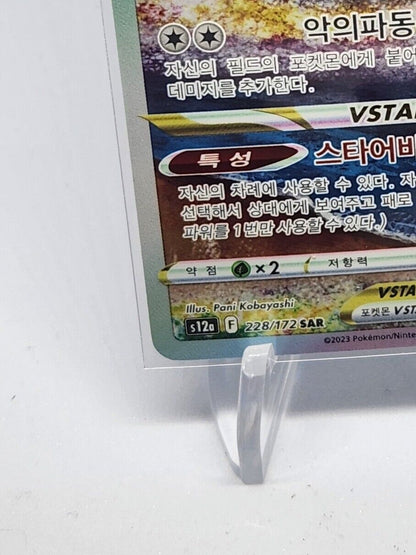 악의파동
자신의 필드의 포켓몬에게 붙어
데미지를 추가한다.
VSTA
특성 스타어비
자신의 차례에 사용할 수 있다. 자
선택해서 상대에게 보여주고 패로
파워를 1번만 사용할 수 있다.)
약점 ×2 저항력
VSTA
Illus. Pani Kobayashi
포켓몬 VSTA
s12a F 228/172 SAR
©2023 Pokémon/Ninte